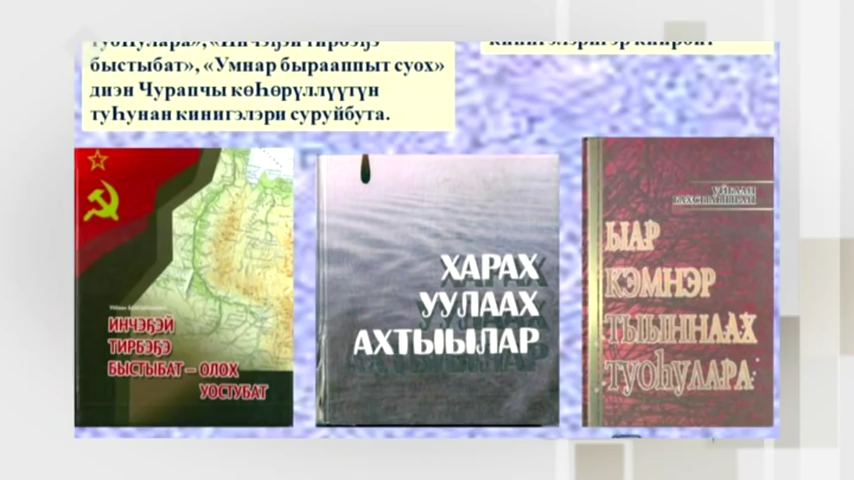 быстыбат», «Умнар бырааппыт суох»
диэн Чурапчы көһөрүллүүтүн
туһунан кинигэлэри суруйбута.
ИНЧЭҔЭЙ
ТИРБЭҔЭ
БЫСТЫБАТ – ОЛОХ
УОСТУБАТ
ХАРАХ
УУЛААХ
АХТЫЫЛАР
ЫАР
КЭМНЭР
ТЫЫННААХ
ТУОҺУЛАРА